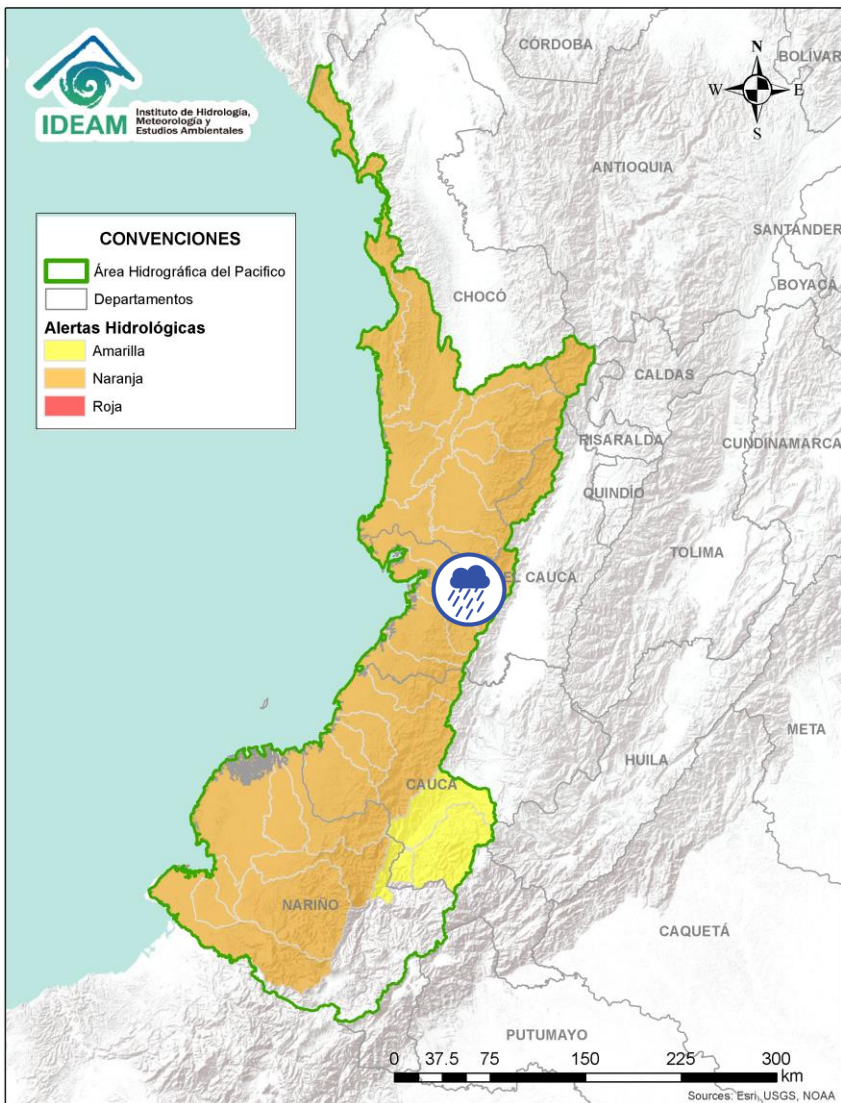 IDEAM
Instituto de Hidrología,
Meteorología y
Estudios Ambientales
N
W E
S
CÓRDOBA
BOLÍVAR
ANTIOQUIA
SANTANDER
BOYACÁ
CHOCÓ
CALDAS
RISARALDA
CUNDINAMARCA
QUINDÍO
TOLIMA
EL CAUCA
META
HUILA
CAUCA
NARIÑO
CAQUETÁ
PUTUMAYO
CONVENCIONES
Área Hidrográfica del Pacifico
Departamentos
Alertas Hidrológicas
Amarilla
Naranja
Roja
0 37.5 75 150 225 300
km
Sources: Esri, USGS, NOAA